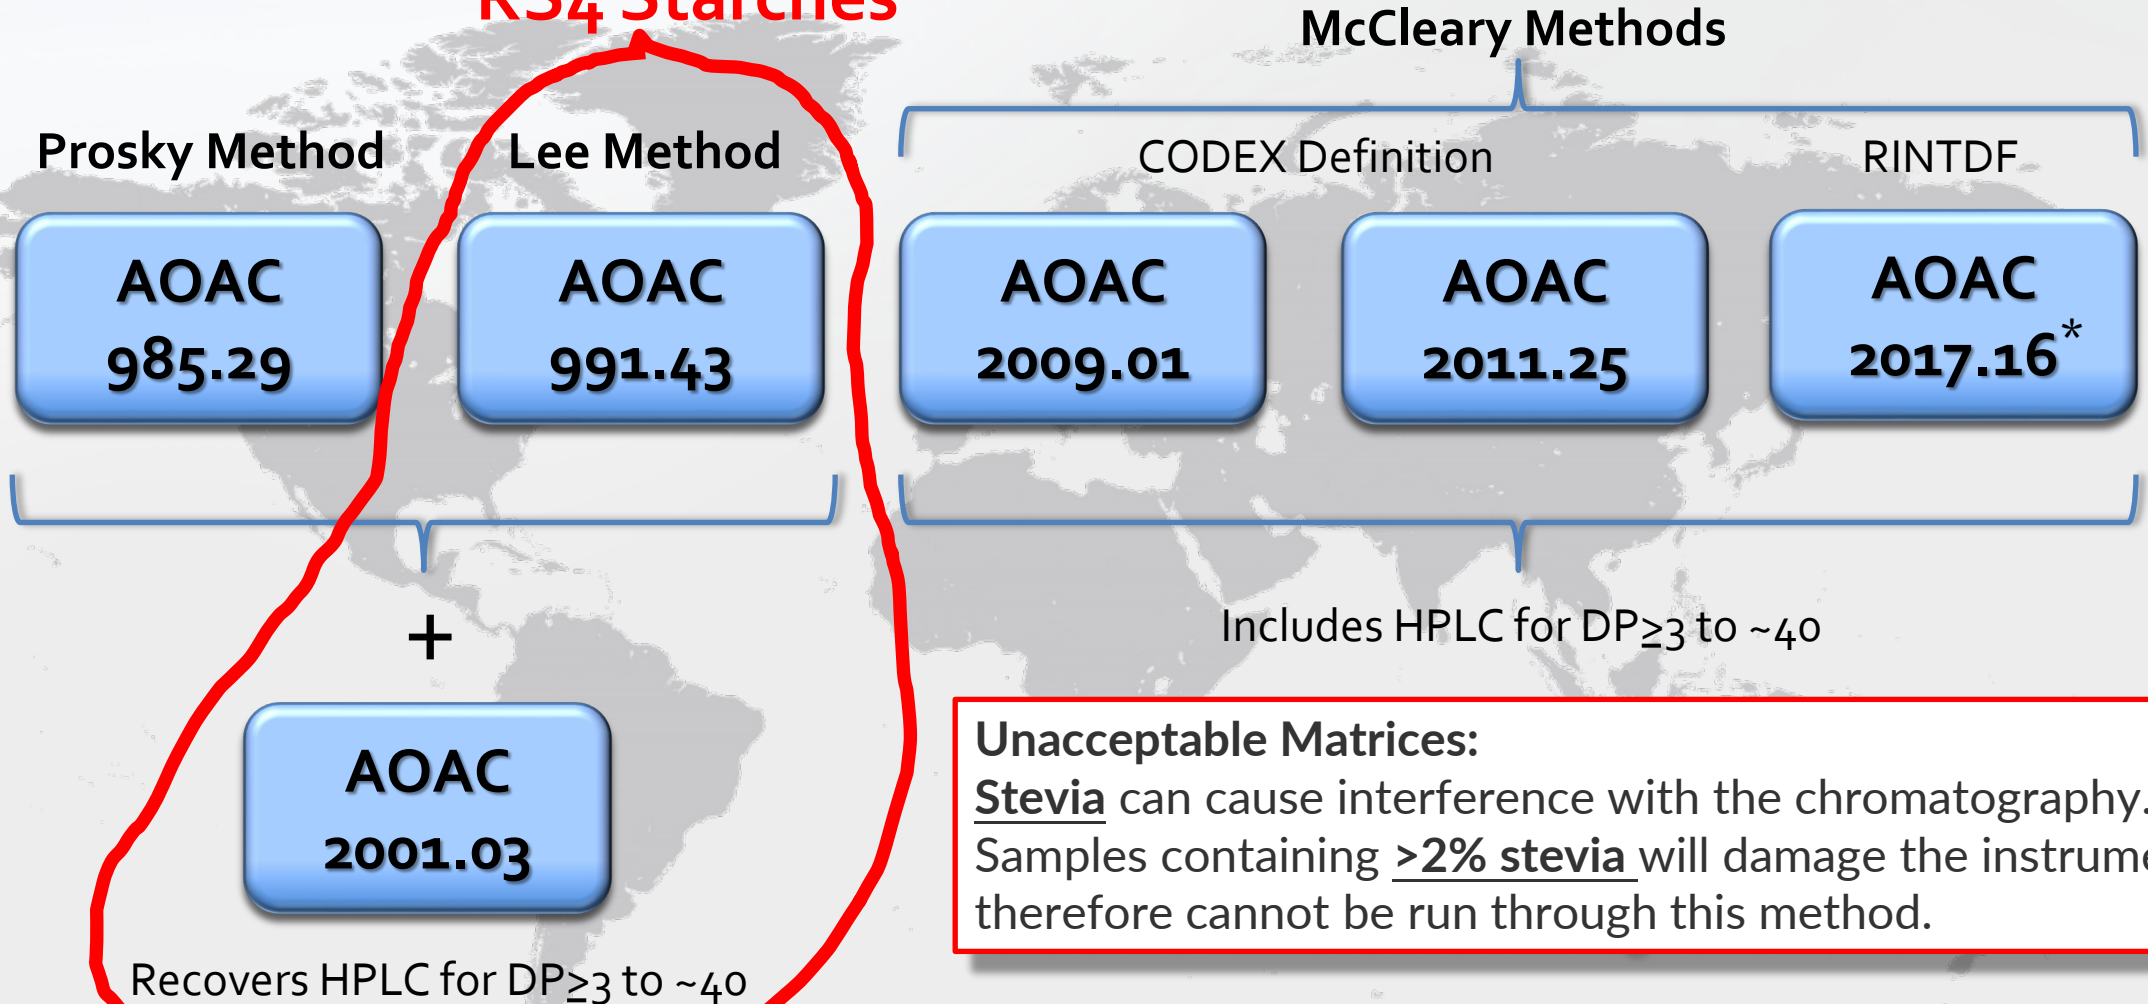 RS4 Starches
McCleary Methods
Prosky Method
Lee Method
CODEX Definition
RINTDF
AOAC
985.29
AOAC
991.43
AOAC
2009.01
AOAC
2011.25
AOAC
2017.16*
+
Includes HPLC for DP≥3 to ~40
AOAC
2001.03
Recovers HPLC for DP≥3 to ~40
Unacceptable Matrices:
Stevia can cause interference with the chromatography.
Samples containing >2% stevia will damage the
therefore cannot be run through this method.